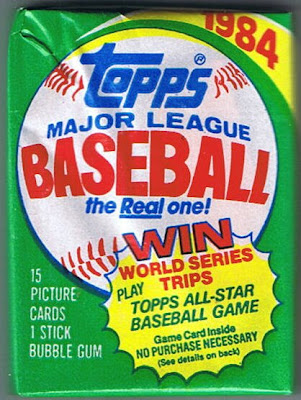 1984
Topps®
MAJOR LEAGUE
BASEBALL
the Real one!
WIN
WORLD SERIES
TRIPS
PLAY
TOPPS ALL-STAR
BASEBALL GAME
Game Card Inside
NO PURCHASE NECESSARY
(See details on back)
15
PICTURE
CARDS
1 STICK
BUBBLE GUM